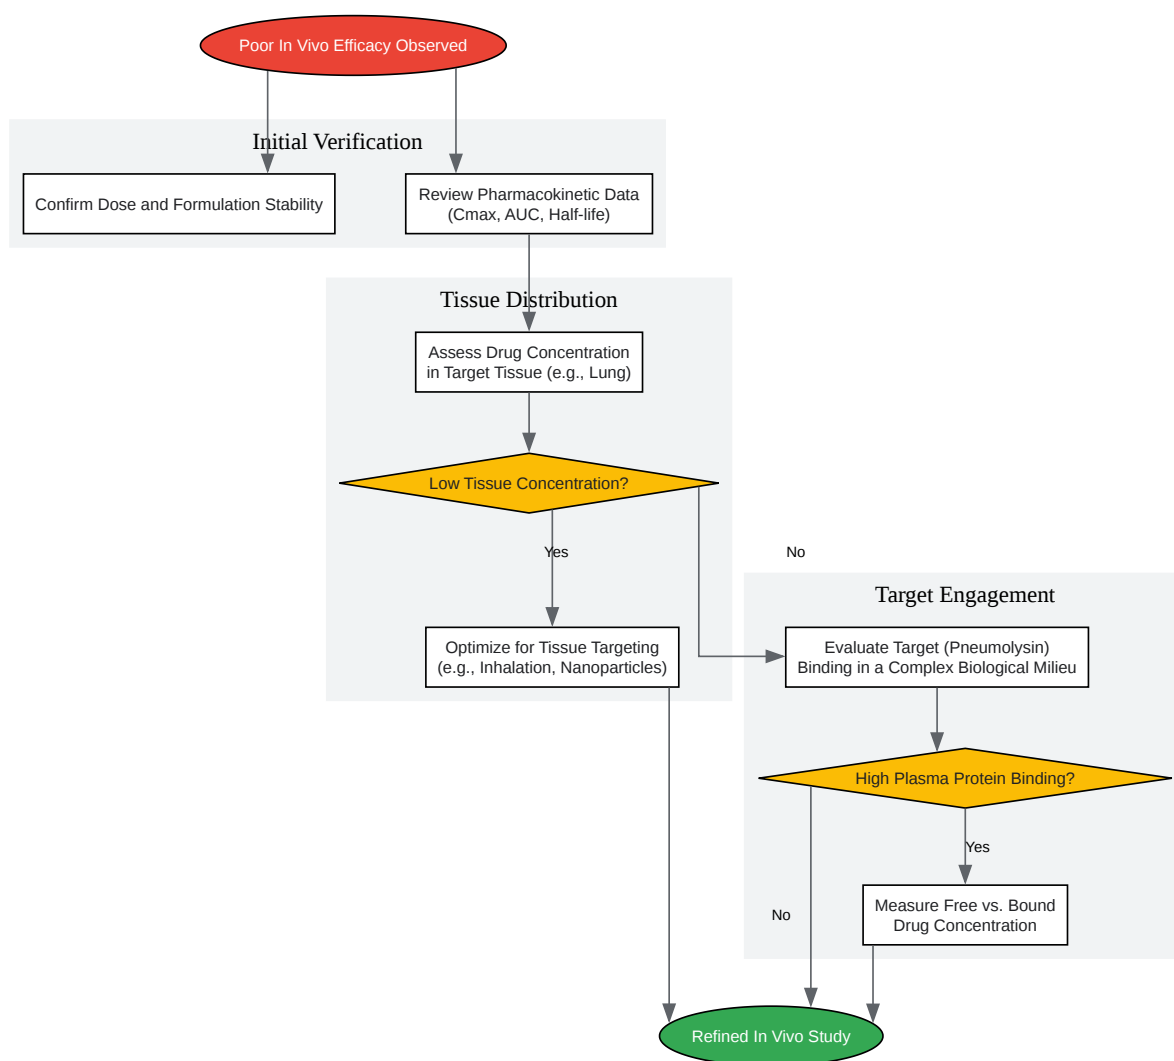 Poor In Vivo Efficacy Observed
Initial Verification
Confirm Dose and Formulation Stability
Review Pharmacokinetic Data
(Cmax, AUC, Half-life)
Tissue Distribution
Assess Drug Concentration
in Target Tissue (e.g., Lung)
Low Tissue Concentration?
Yes
No
Optimize for Tissue Targeting
(e.g., Inhalation, Nanoparticles)
Target Engagement
Evaluate Target (Pneumolysin)
Binding in a Complex Biological Milieu
High Plasma Protein Binding?
Yes
No
Measure Free vs. Bound
Drug Concentration
Refined In Vivo Study